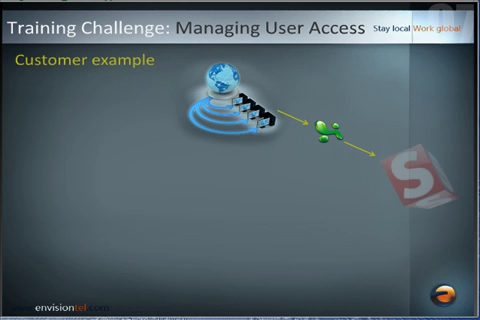 Training Challenge: Managing User Access
Stay local Work global
Customer example
S
envisiontel.com